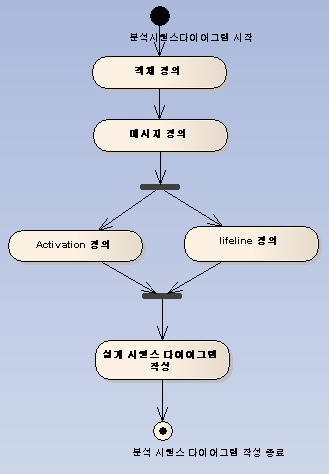 분석시퀀스다이어그램 시작
객체 정의
메시지 정의
Activation 정의
lifeline 정의
설계 시퀀스 다이어그램
작성
분석 시퀀스 다이어그램 작성 종료